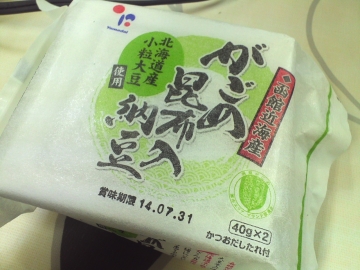 北海道産
小粒大豆
使用
がごめ
昆布入
納豆
函館近海産
賞味期限 14.07.31
40g×2
かつおだしたれ付